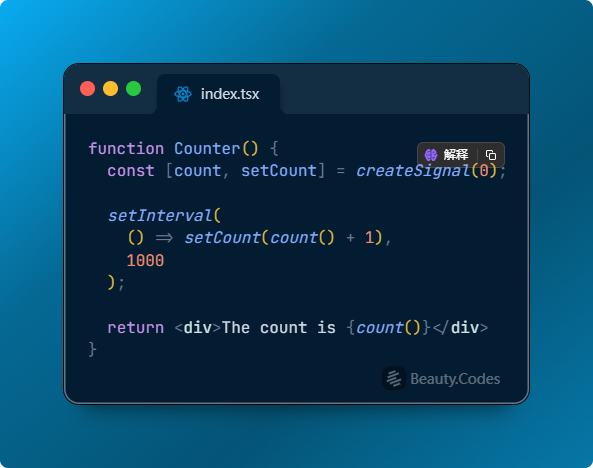 index.tsx
function Counter() {
解释
const [count, setCount] = createSignal(0);
setInterval(
() => setCount(count() + 1),
1000
);
return <div>The count is {count()}</div>
}
Beauty.Codes